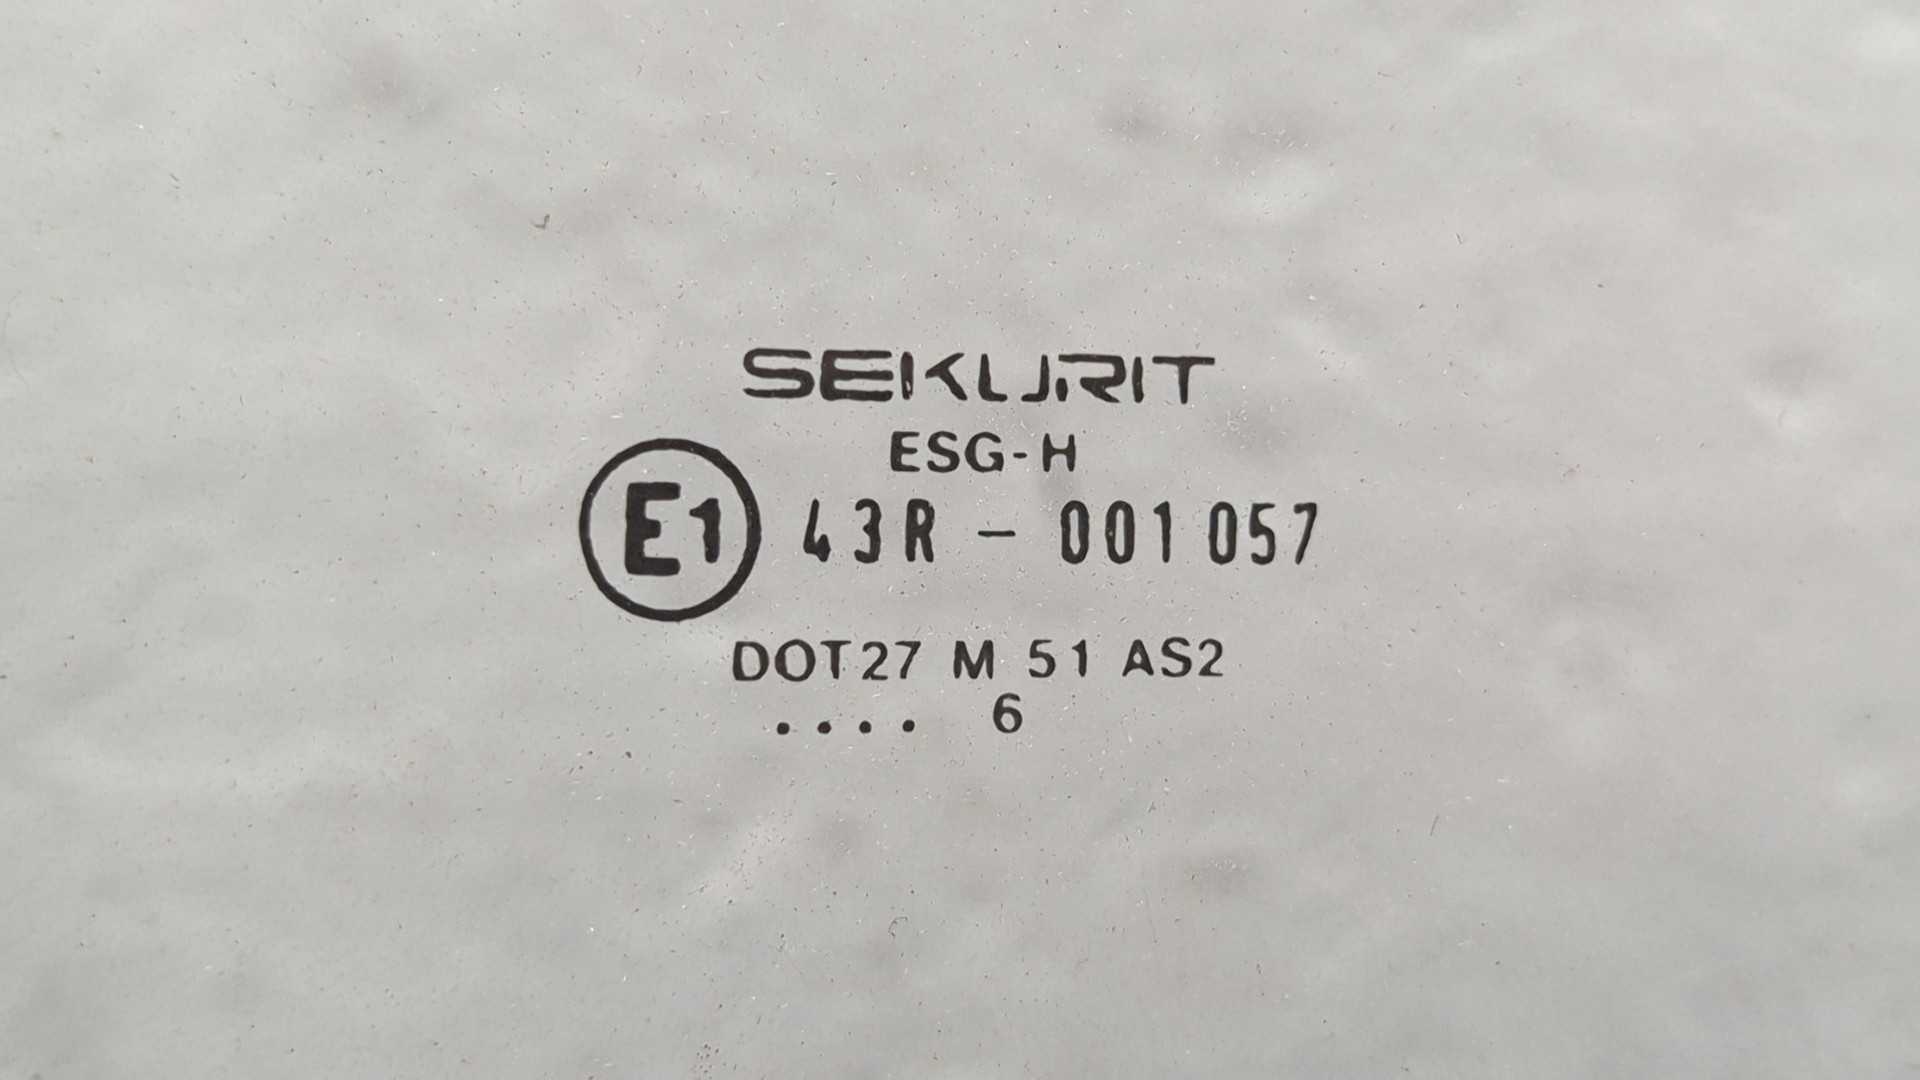 SEKURIT
ESG-H
E1 43R - 001057
DOT27 M 51 AS2
.... 6